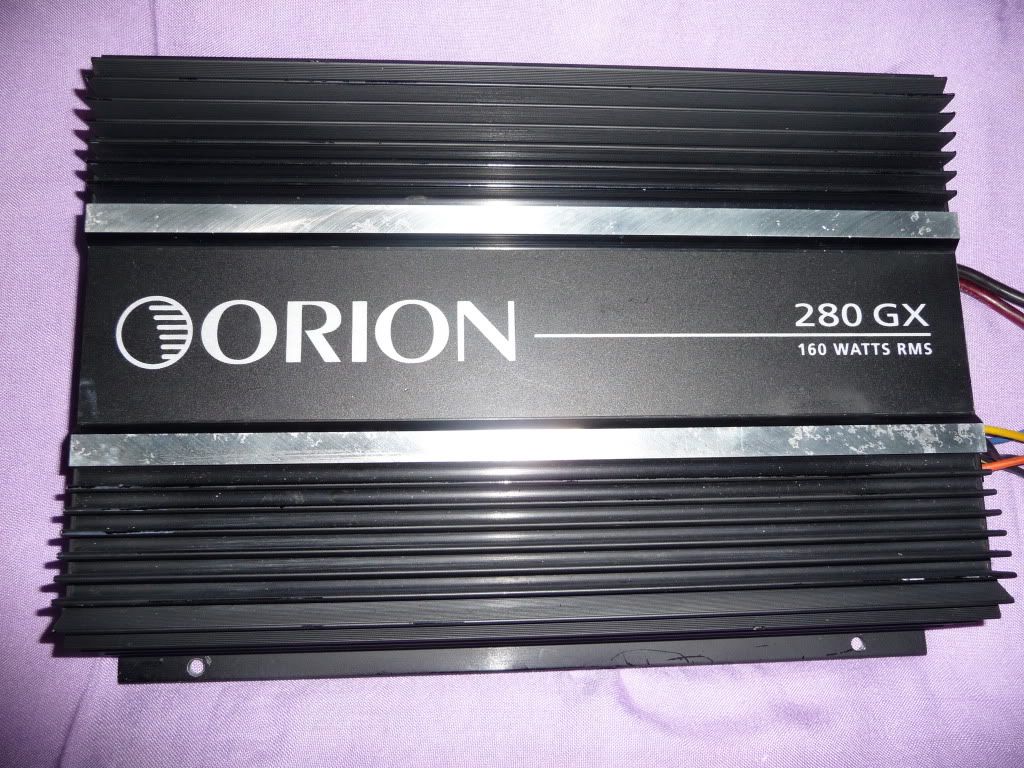 ORION
280 GX
160 WATTS RMS